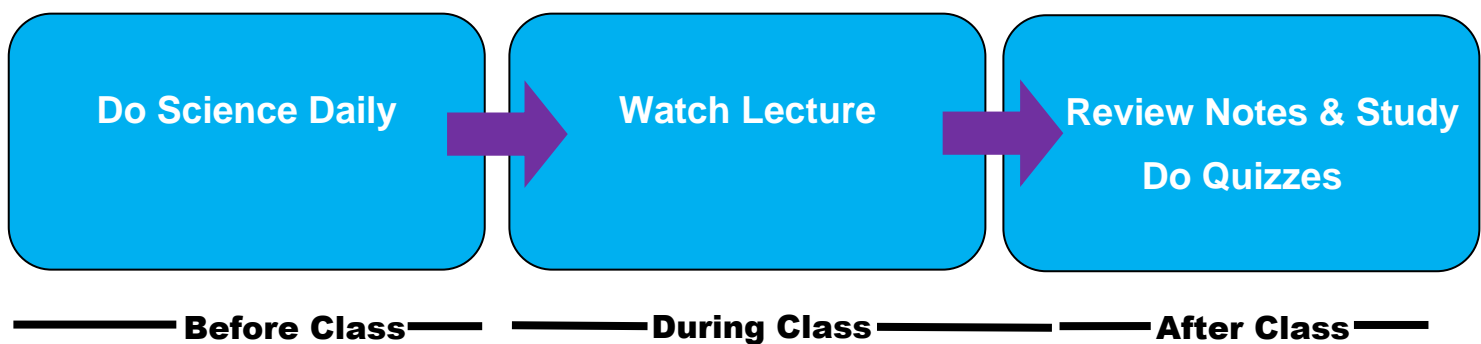 Do Science Daily
Watch Lecture
Review Notes & Study
Do Quizzes
Before Class
During Class
After Class